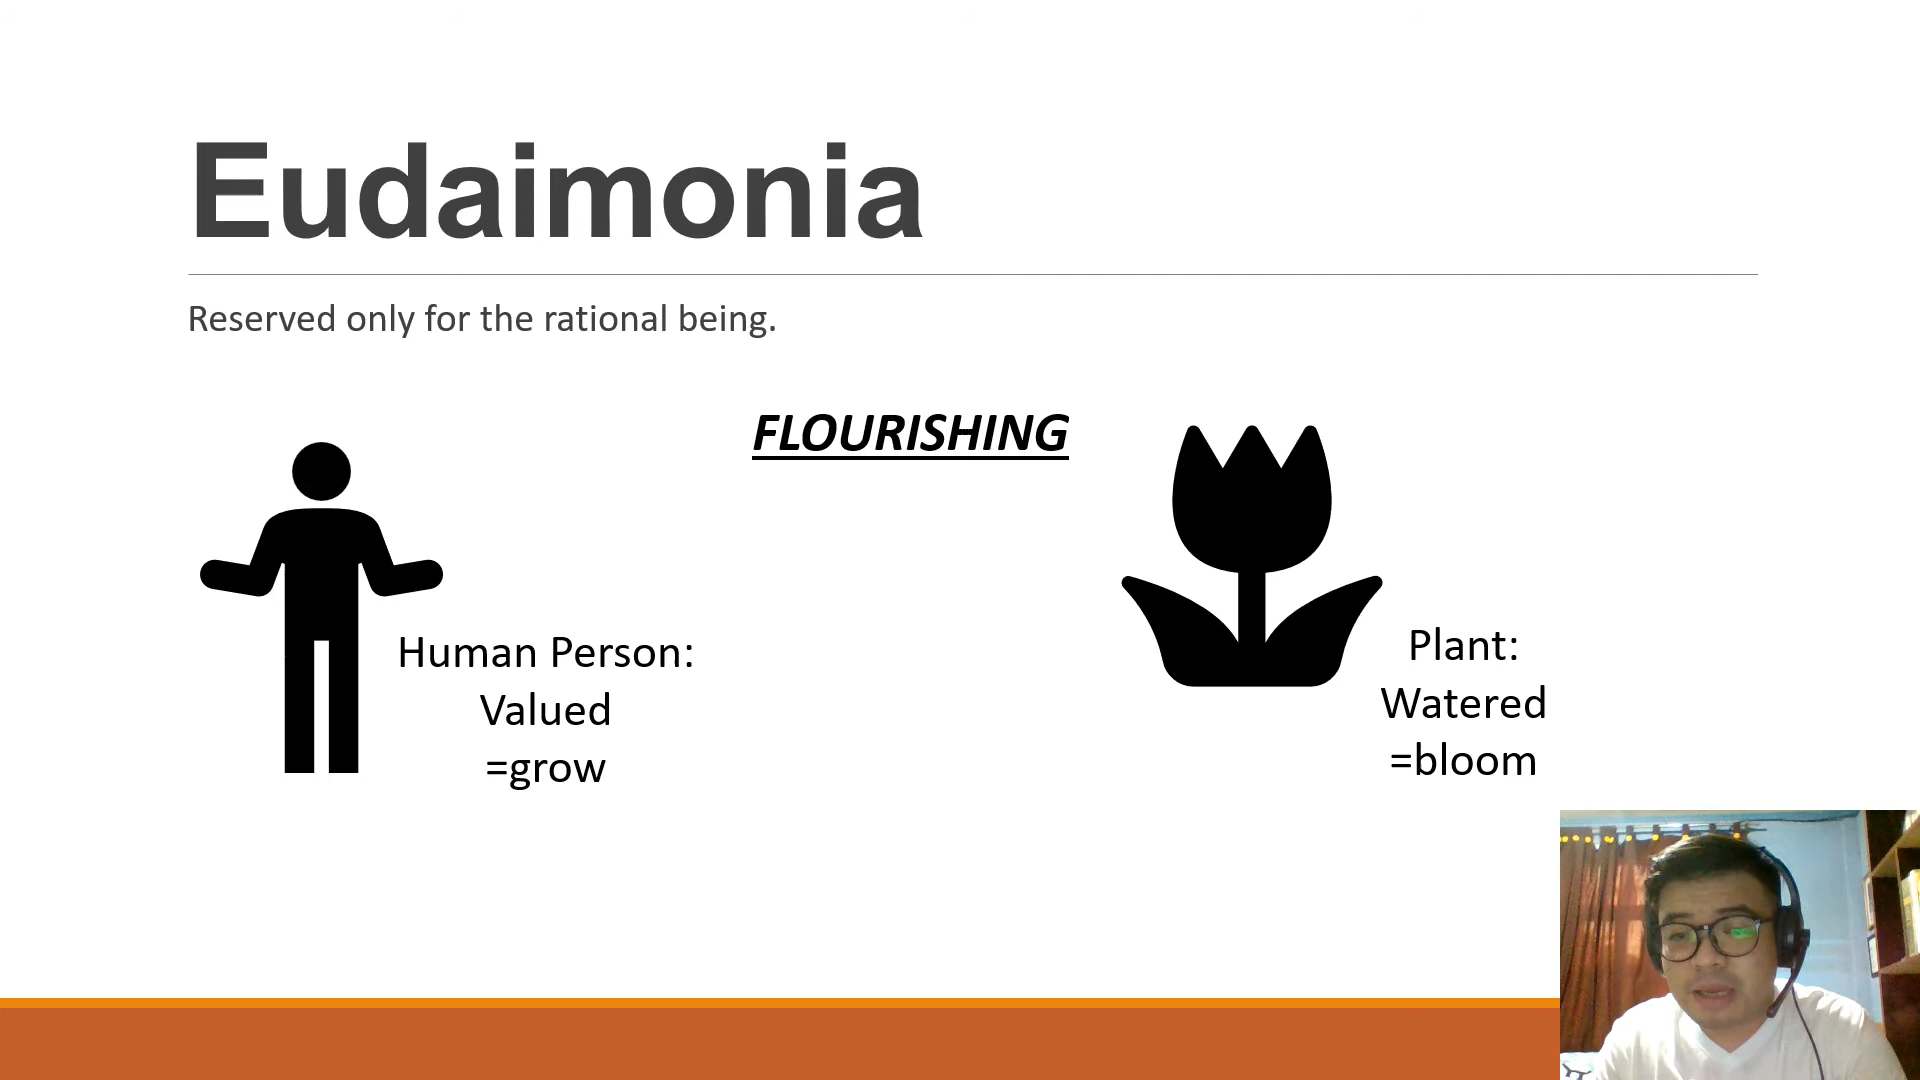 Eudaimonia
Reserved only for the rational being.
FLOURISHING
Human Person:
Valued
=grow
Plant:
Watered
=bloom